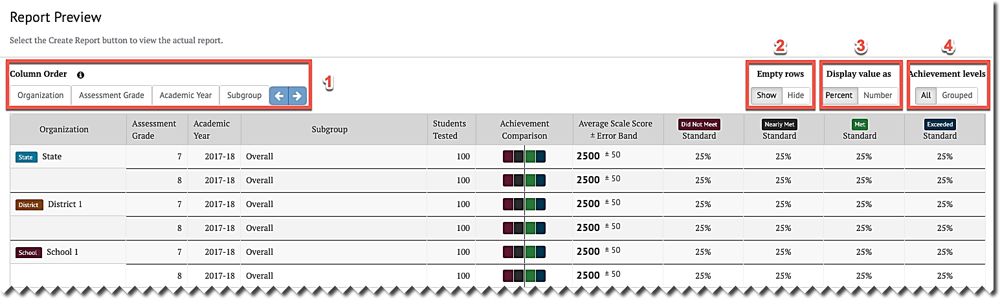 Report Preview
Select the Create Report button to view the actual report.
1
2
3
4
Column Order
Organization Assessment Grade Academic Year Subgroup
Empty rows
Show Hide
Display value as
Percent Number
Achievement levels
All Grouped
Organization
Assessment
Grade
Academic
Year
Subgroup
Students
Tested
Achievement
Comparison
Average Scale Score
± Error Band
Did Not Meet
Standard
Nearly Met
Standard
Met
Standard
Exceeded
Standard
State State 7 2017-18 Overall 100 2500 ± 50 25% 25% 25% 25%
8 2017-18 Overall 100 2500 ± 50 25% 25% 25% 25%
District District 1 7 2017-18 Overall 100 2500 ± 50 25% 25% 25% 25%
8 2017-18 Overall 100 2500 ± 50 25% 25% 25% 25%
School School 1 7 2017-18 Overall 100 2500 ± 50 25% 25% 25% 25%
8 2017-18 Overall 100 2500 ± 50 25% 25% 25% 25%